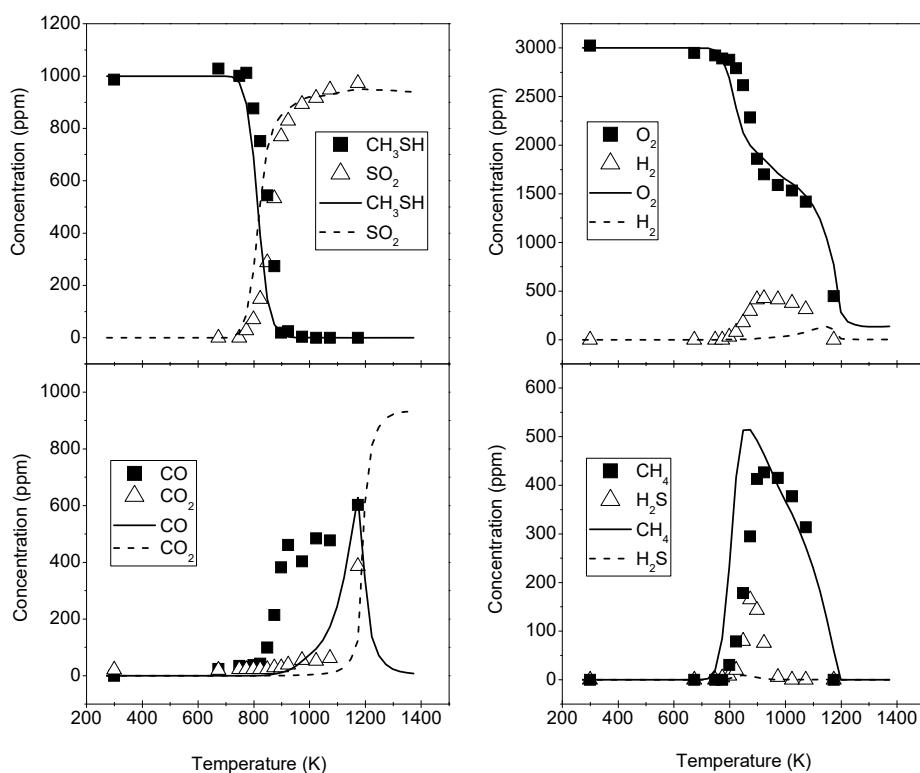 1200
1000
800
600
400
200
0
Concentration (ppm)
CH₃SH
SO₂
CH₃SH
SO₂
3000
2500
2000
1500
1000
500
0
Concentration (ppm)
O₂
H₂
O₂
H₂
1000
800
600
400
200
0
Concentration (ppm)
CO
CO₂
CO
CO₂
200 400 600 800 1000 1200 1400
Temperature (K)
600
500
400
300
200
100
0
Concentration (ppm)
CH₄
H₂S
CH₄
H₂S
200 400 600 800 1000 1200 1400
Temperature (K)